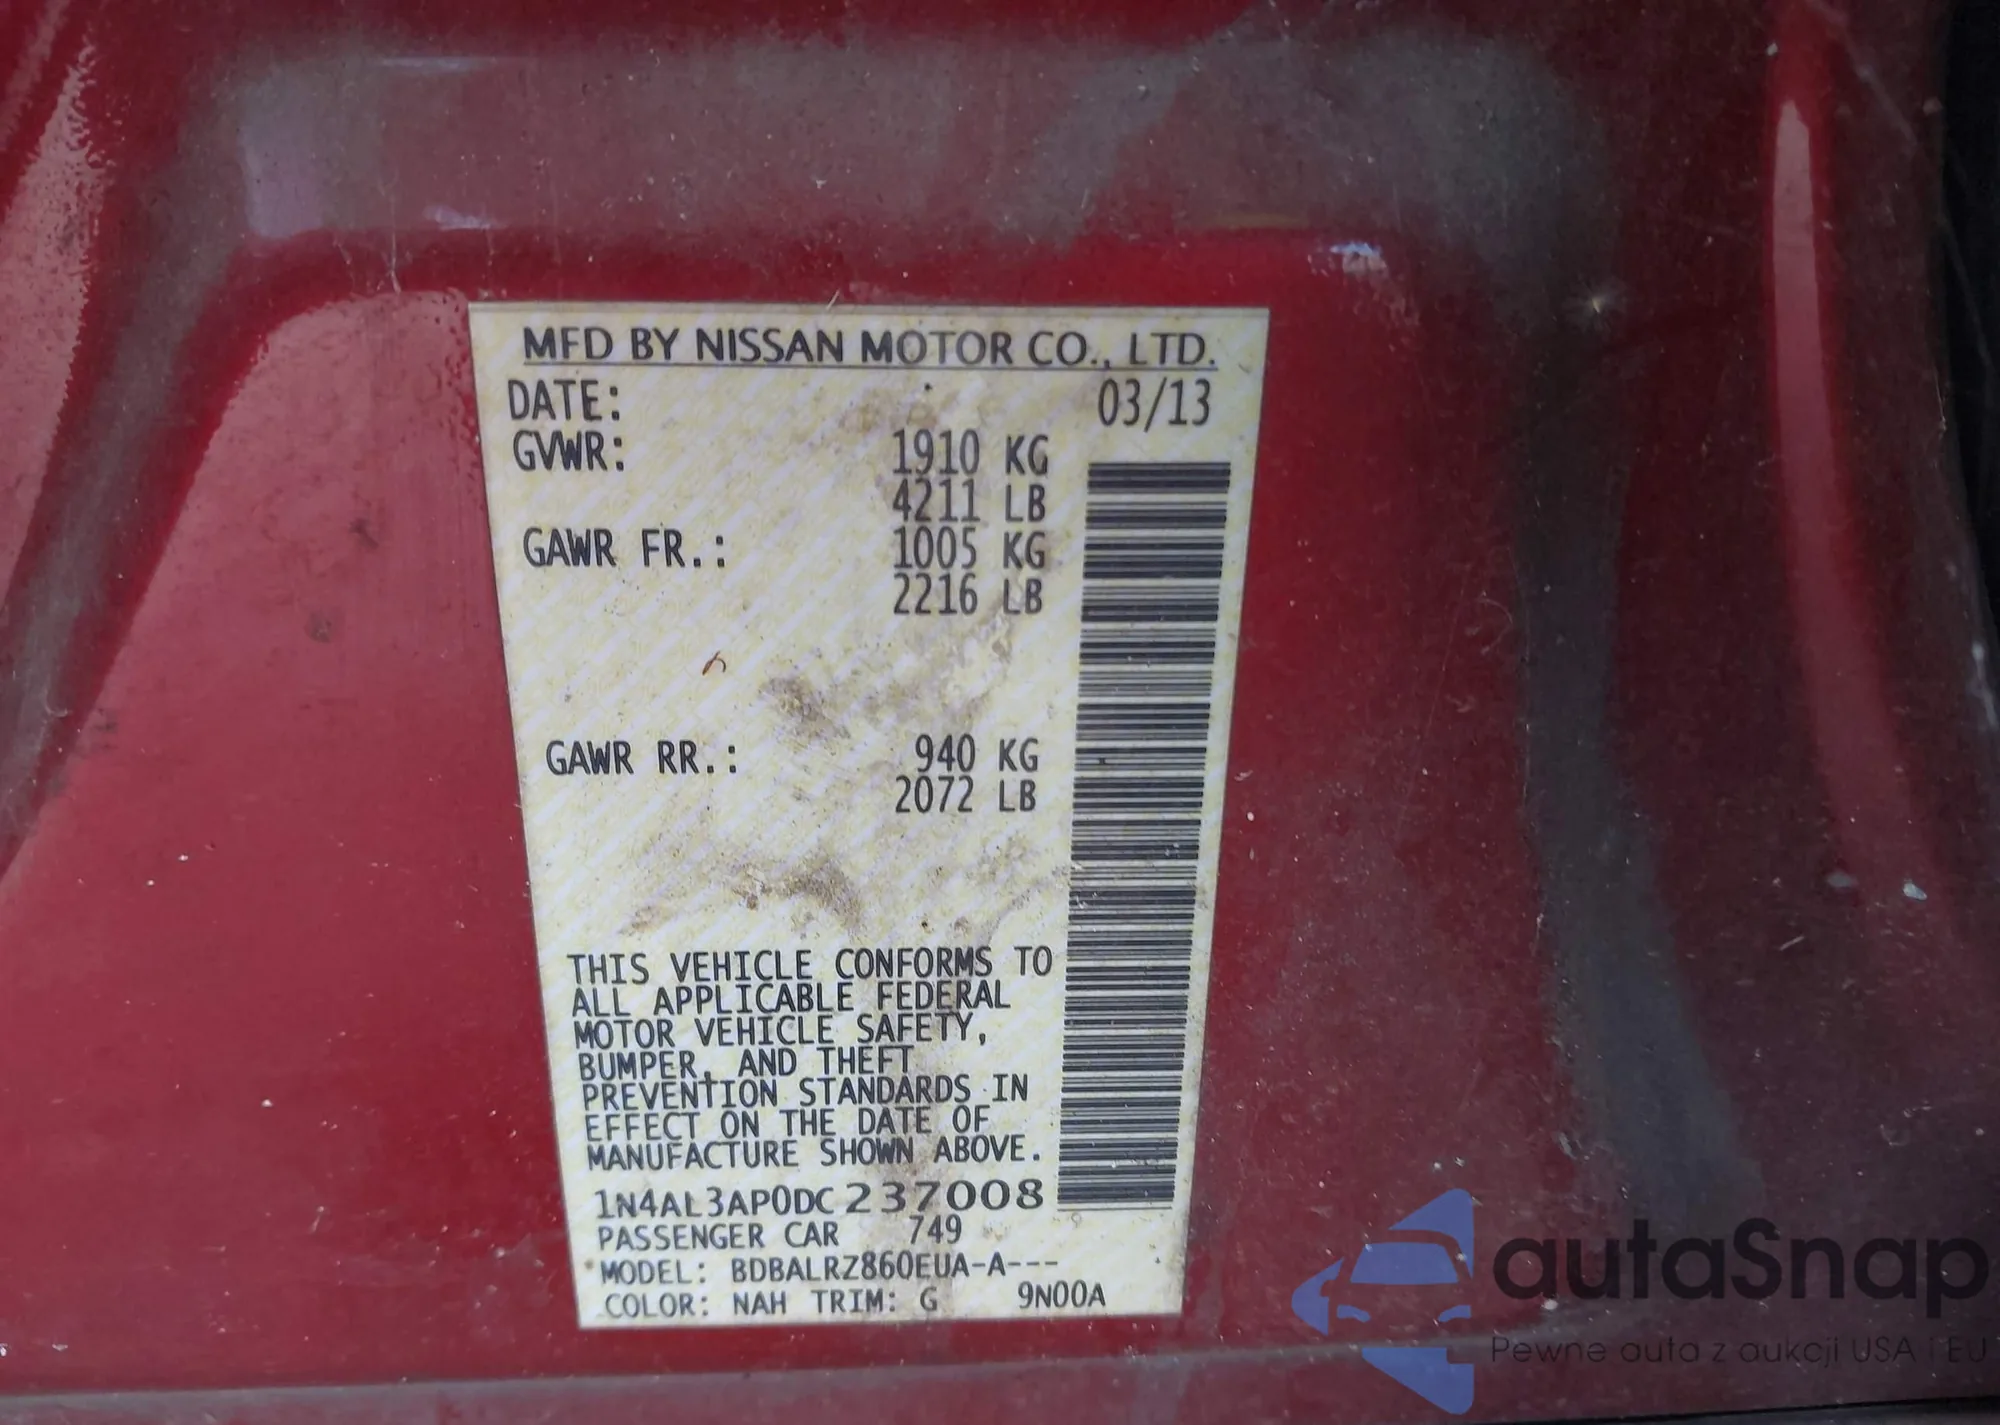 MFD BY NISSAN MOTOR CO., LTD.
DATE: 03/13
GVWR: 1910 KG
4211 LB
GAWR FR.: 1005 KG
2216 LB
GAWR RR.: 940 KG
2072 LB
THIS VEHICLE CONFORMS TO
ALL APPLICABLE FEDERAL
MOTOR VEHICLE SAFETY,
BUMPER, AND THEFT
PREVENTION STANDARDS IN
EFFECT ON THE DATE OF
MANUFACTURE SHOWN ABOVE.
1N4AL3AP0DC237008
PASSENGER CAR 749
MODEL: BDBALRZ860EUA-A---
COLOR: NAH TRIM: G 9N00A
autoSnap
Pewne auta z aukcji USA i EU